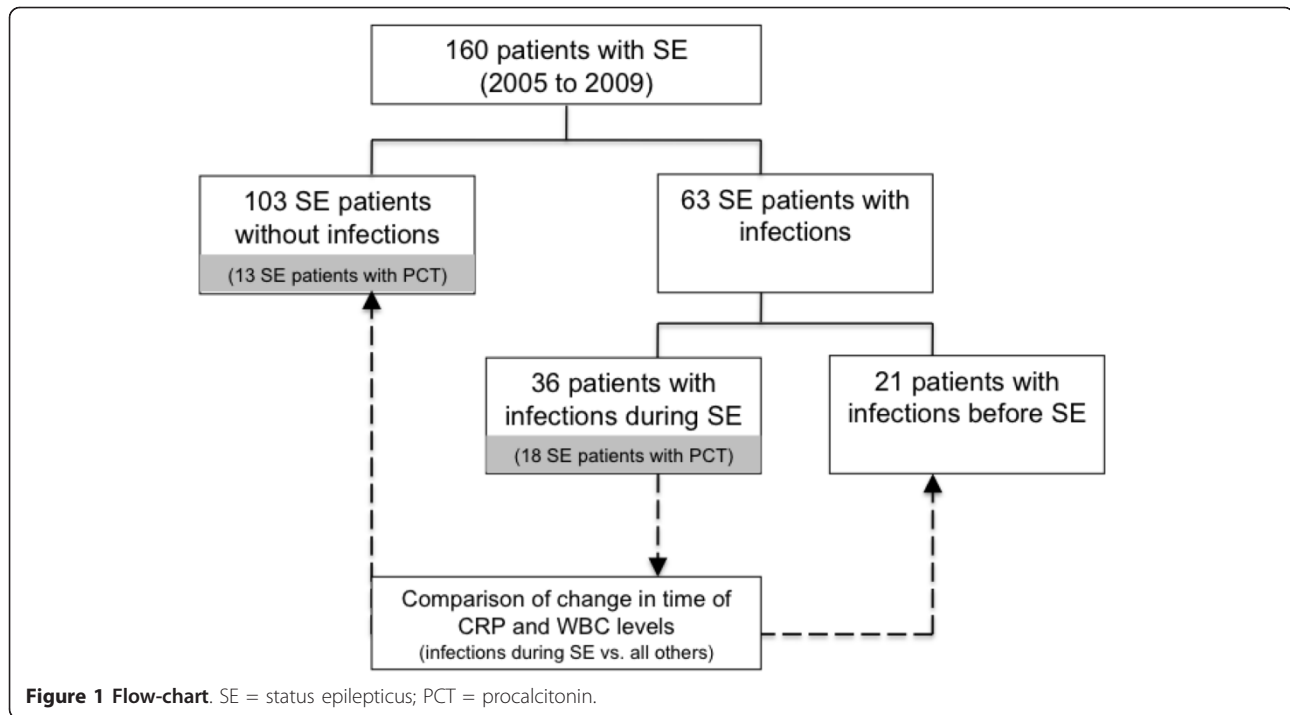 160 patients with SE
(2005 to 2009)
103 SE patients
without infections
(13 SE patients with PCT)
63 SE patients with
infections
36 patients with
infections during SE
(18 SE patients with PCT)
21 patients with
infections before SE
Comparison of change in time of
CRP and WBC levels
(infections during SE vs. all others)
Figure 1 Flow-chart. SE = status epilepticus; PCT = procalcitonin.